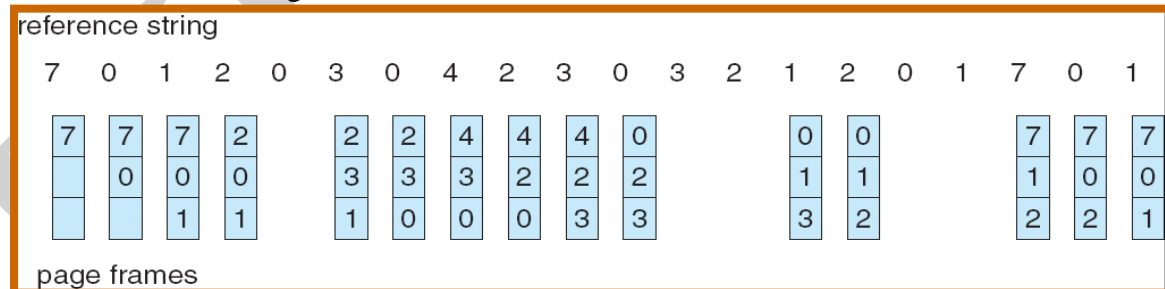 reference string
7 0 1 2 0 3 0 4 2 3 0 3 2 1 2 0 1 7 0 1
7 7 7 2 2 2 4 4 4 0 0 0 7 7 7
0 0 0 3 3 3 2 2 2 1 1 1 0 0
1 1 1 0 0 0 3 3 3 2 2 2 1
page frames